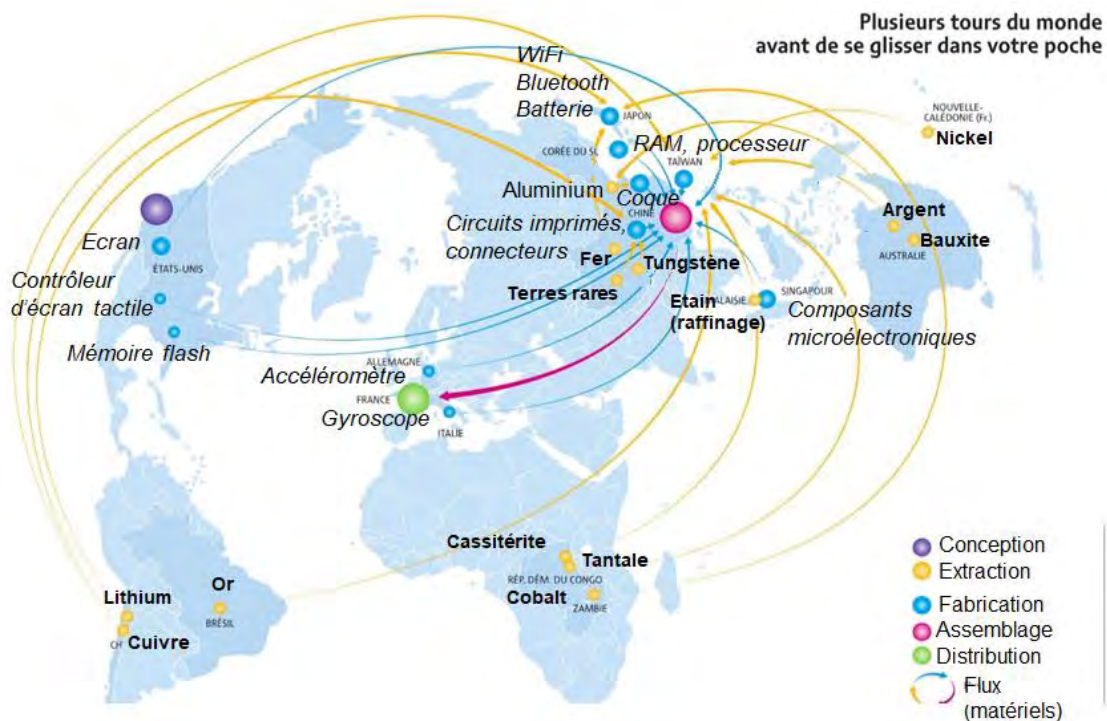 Plusieurs tours du monde
avant de se glisser dans votre poche
WiFi
Bluetooth
Batterie
JAPON
NOUVELLE-
CALÉDONIE (Fr.)
Nickel
CORÉE DU SU
RAM, processeur
TAÏWAN
Aluminium
Coque
CHINE
Circuits imprimés,
connecteurs
Argent
Bauxite
AUSTRALIE
Ecran
ÉTATS-UNIS
Contrôleur
d'écran tactile
Mémoire flash
Fer
Tungstène
Terres rares
Etain
(raffinage)
ALAISIE
SINGAPOUR
Composants
microélectroniques
ALLEMAGNE
Accéléromètre
FRANCE
Gyroscope
ITALIE
Cassitérite
Tantale
RÉP. DÉM. DU CONGO
Cobalt
ZAMBIE
Lithium
Or
BRÉSIL
CH
Cuivre
Conception
Extraction
Fabrication
Assemblage
Distribution
Flux
(matériels)